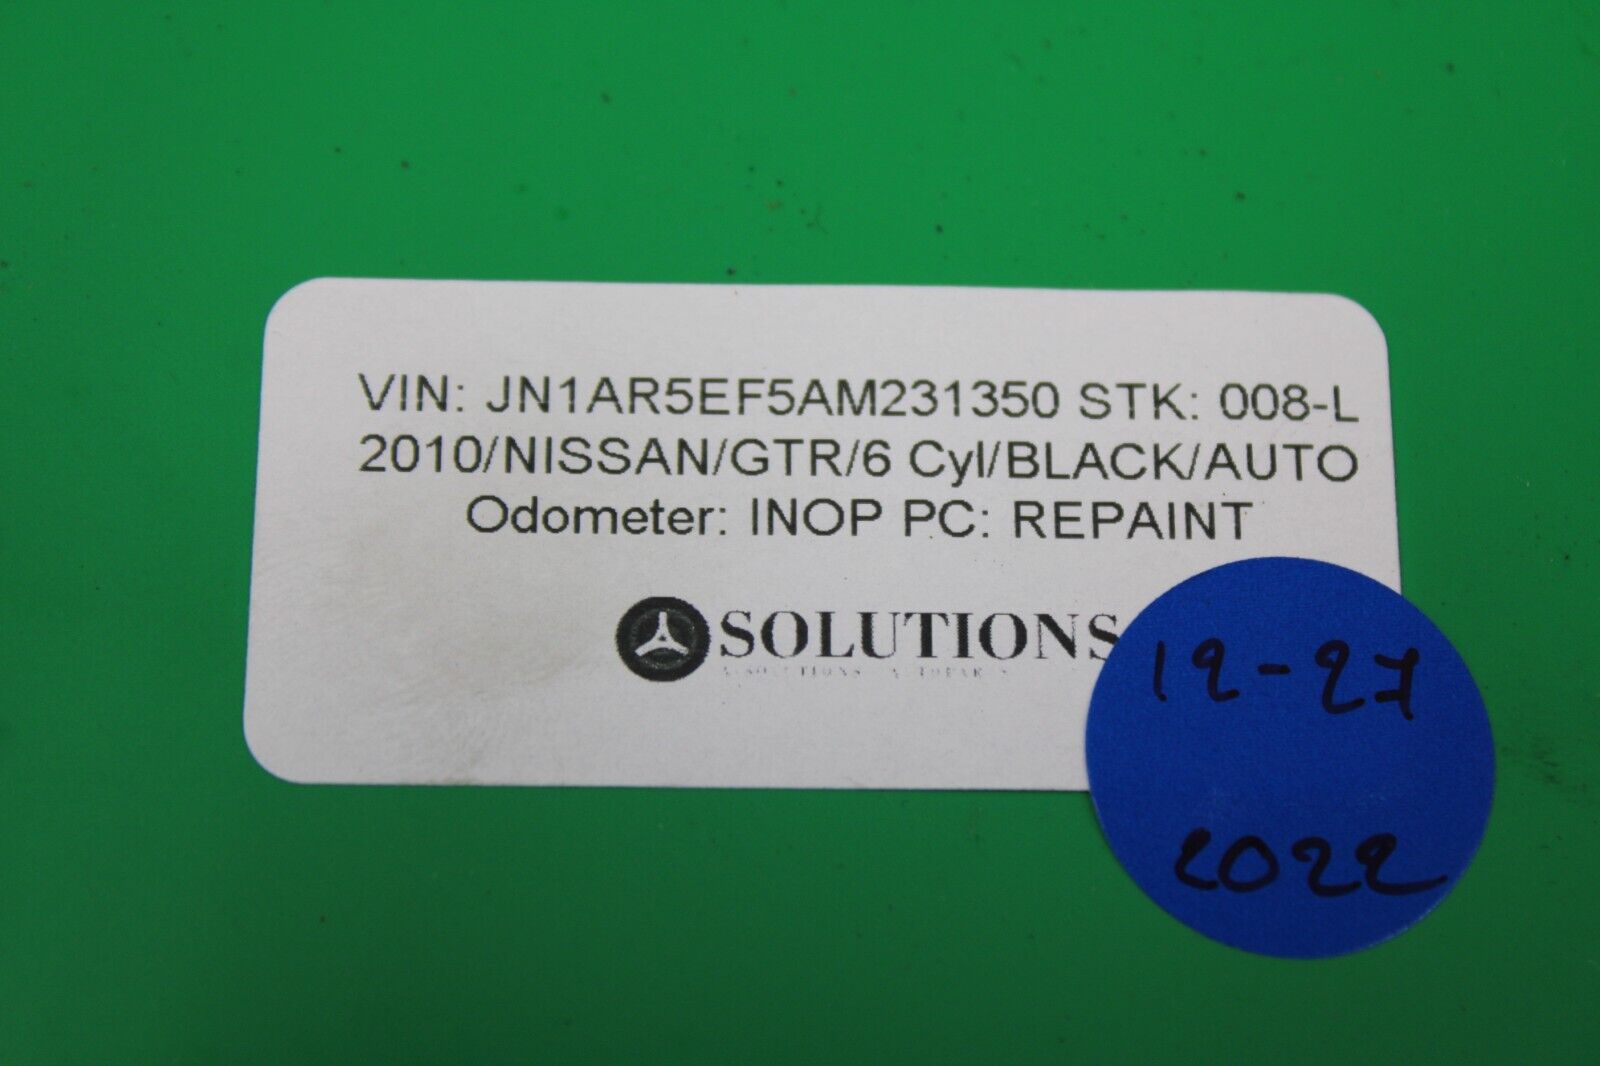 VIN: JN1AR5EF5AM231350 STK: 008-L
2010/NISSAN/GTR/6 Cyl/BLACK/AUTO
Odometer: INOP PC: REPAINT
SOLUTIONS
12-27
2022